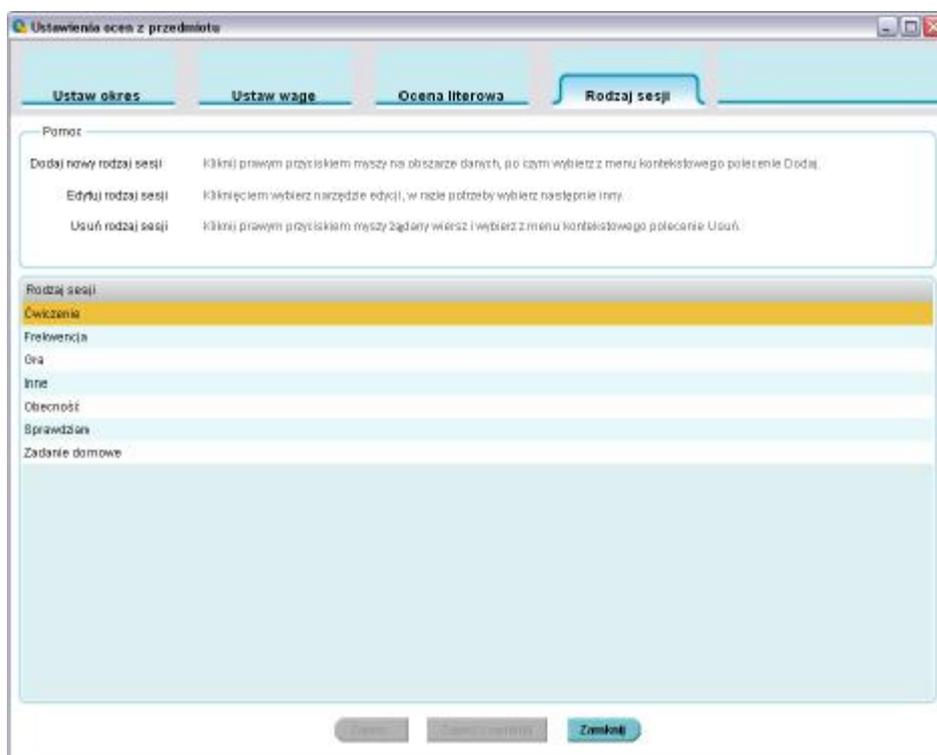 Ustawienia ocen z przedmiotu
Ustaw okres Ustaw wagę Ocena literowa Rodzaj sesji
Pomoc
Dodaj nowy rodzaj sesji Kliknij prawym przyciskiem myszy na obszarze danych, po czym wybierz z menu kontekstowego polecenie Dodaj.
Edytuj rodzaj sesji Kliknięciem wybierz narzędzie edycji, w razie potrzeby wybierz następnie inny.
Usuń rodzaj sesji Kliknij prawym przyciskiem myszy żądany wiersz i wybierz z menu kontekstowego polecenie Usuń.
Rodzaj sesji
Ćwiczenie
Frekwencja
Gra
Inne
Obecność
Sprawdzian
Zadanie domowe
Zamknij